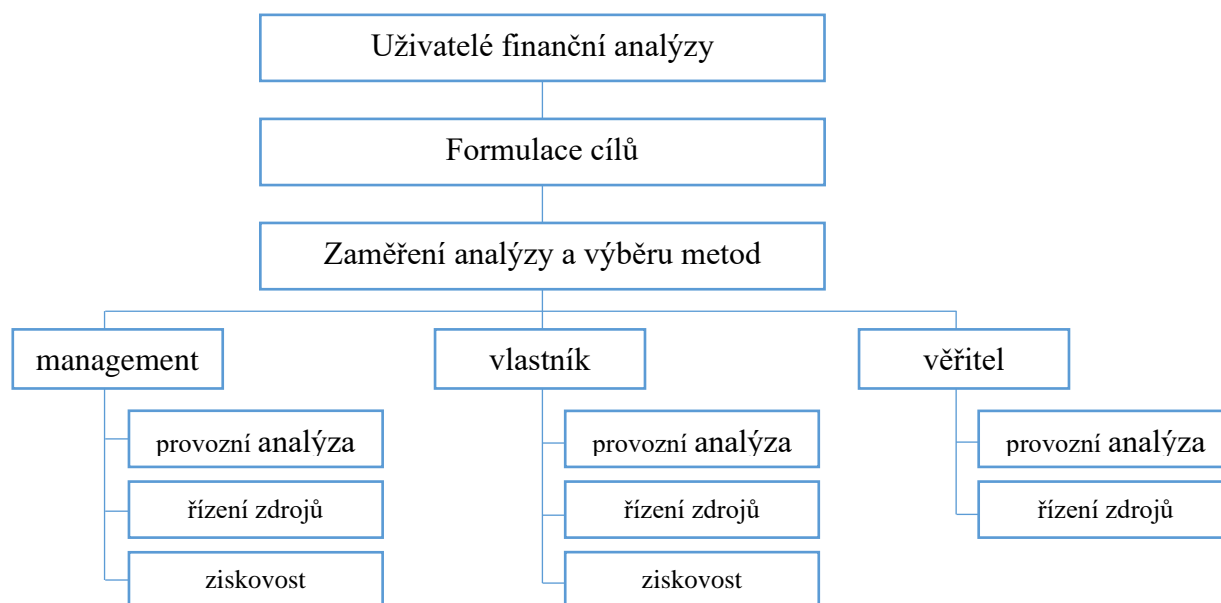 Uživatelé finanční analýzy
Formulace cílů
Zaměření analýzy a výběru metod
management
vlastník
věřitel
provozní analýza
provozní analýza
provozní analýza
řízení zdrojů
řízení zdrojů
řízení zdrojů
ziskovost
ziskovost